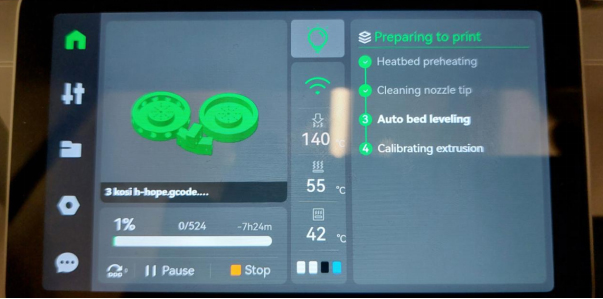 3 kosi b-hope.gcode....
1%
0/524
-7h24m
Pause
Stop
140 °C
55 °C
42 °C
Preparing to print
Heatbed preheating
Cleaning nozzle tip
3 Auto bed leveling
4 Calibrating extrusion